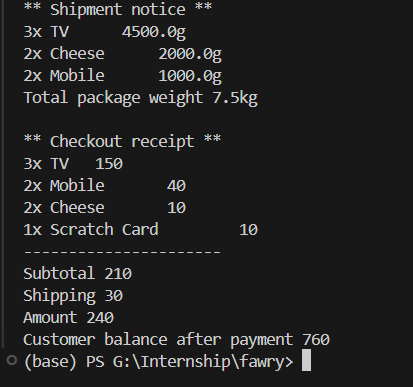 ** Shipment notice **
3x TV      4500.0g
2x Cheese       2000.0g
2x Mobile       1000.0g
Total package weight 7.5kg

** Checkout receipt **
3x TV   150
2x Mobile        40
2x Cheese        10
1x Scratch Card          10
----------------------
Subtotal 210
Shipping 30
Amount 240
Customer balance after payment 760
(base) PS G:\Internship\fawry>